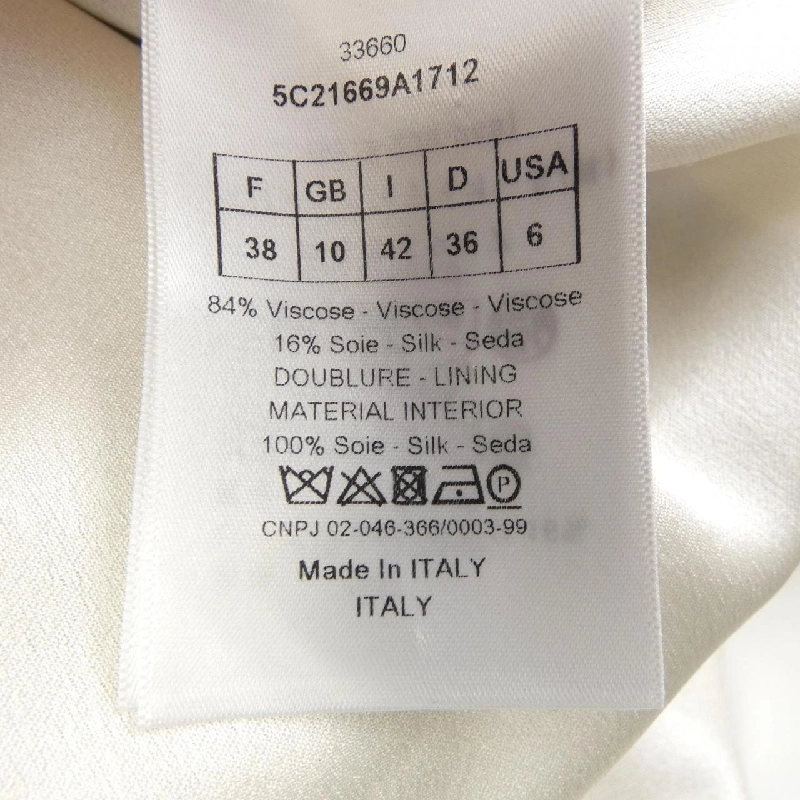 33660
5C21669A1712
F GB I D USA
38 10 42 36 6
84% Viscose - Viscose - Viscose
16% Soie - Silk - Seda
DOUBLURE - LINING
MATERIAL INTERIOR
100% Soie - Silk - Seda
P
CNPJ 02-046-366/0003-99
Made In ITALY
ITALY